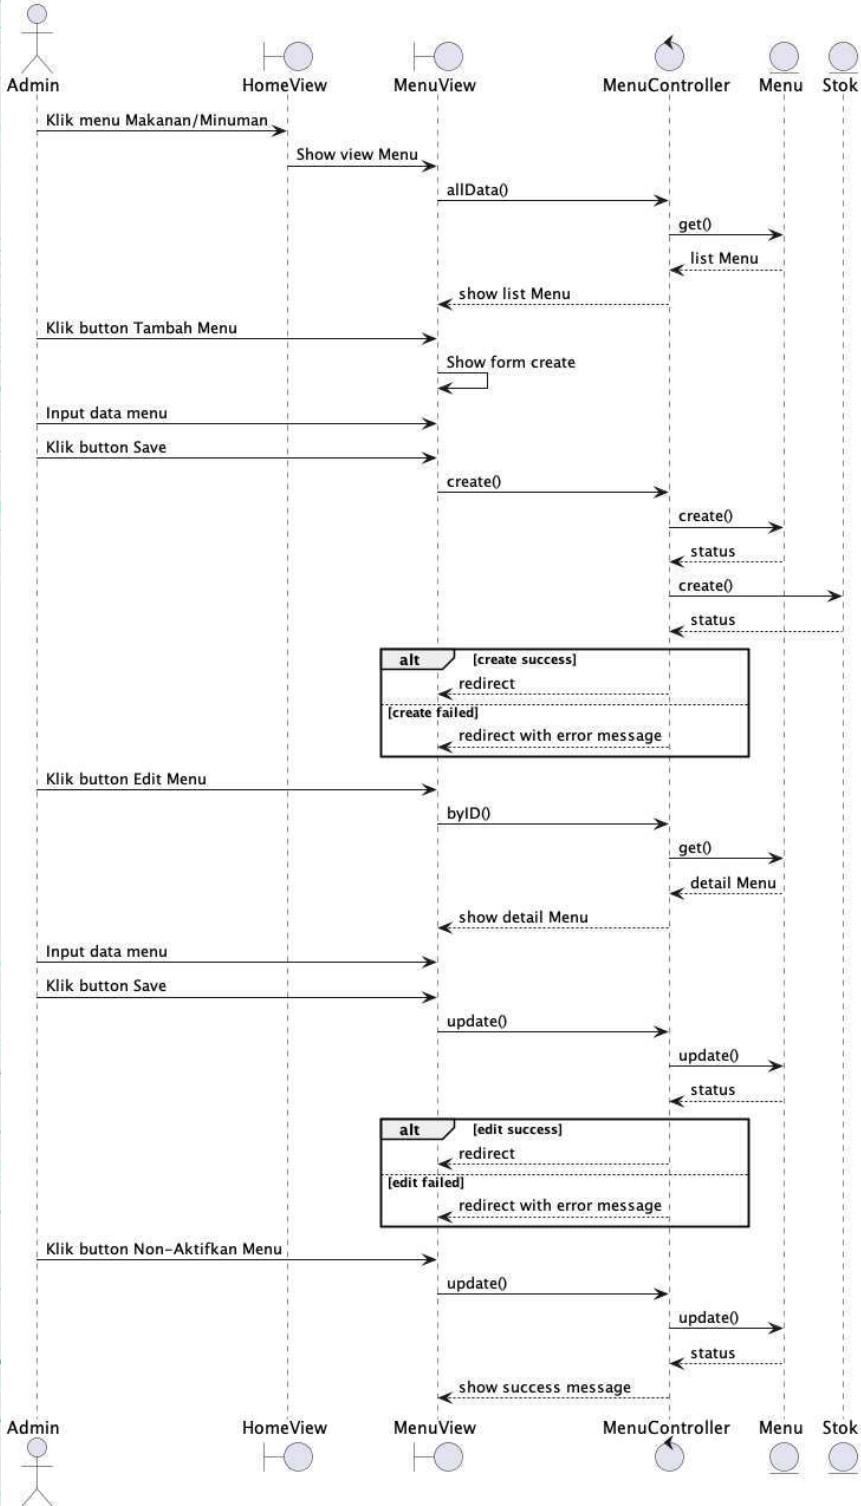 Admin HomeView MenuView MenuController Menu Stok
Klik menu Makanan/Minuman
Show view Menu
allData()
get()
list Menu
show list Menu
Klik button Tambah Menu
Show form create
Input data menu
Klik button Save
create()
create()
status
create()
status
alt [create success]
redirect
[create failed]
redirect with error message
Klik button Edit Menu
byID()
get()
detail Menu
show detail Menu
Input data menu
Klik button Save
update()
update()
status
alt [edit success]
redirect
[edit failed]
redirect with error message
Klik button Non-Aktifkan Menu
update()
update()
status
show success message
Admin HomeView MenuView MenuController Menu Stok